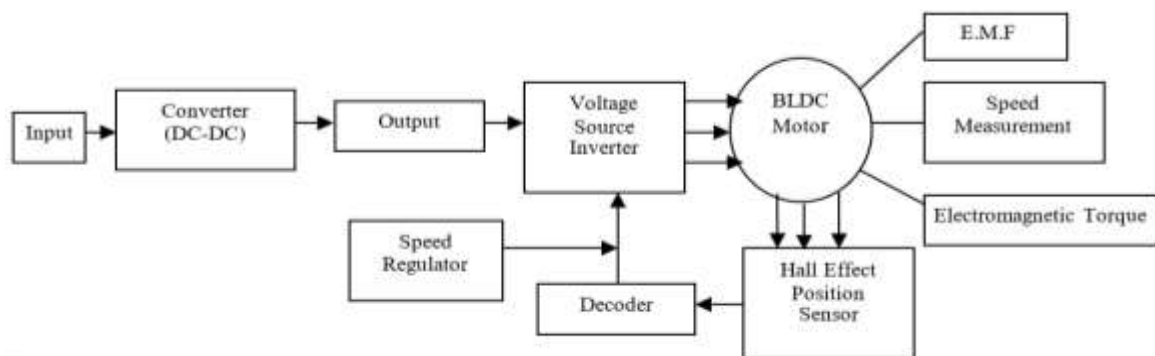 Input
Converter
(DC-DC)
Output
Voltage
Source
Inverter
BLDC
Motor
E.M.F
Speed
Measurement
Electromagnetic Torque
Speed
Regulator
Decoder
Hall Effect
Position
Sensor